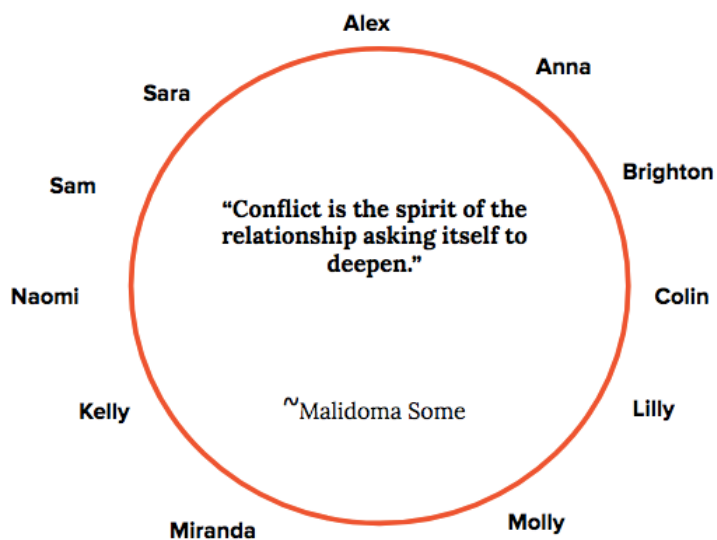 Alex
Anna
Sara
Brighton
Sam
“Conflict is the spirit of the
relationship asking itself to
deepen.”
Naomi
Colin
Kelly
~Malidoma Some
Lilly
Miranda
Molly